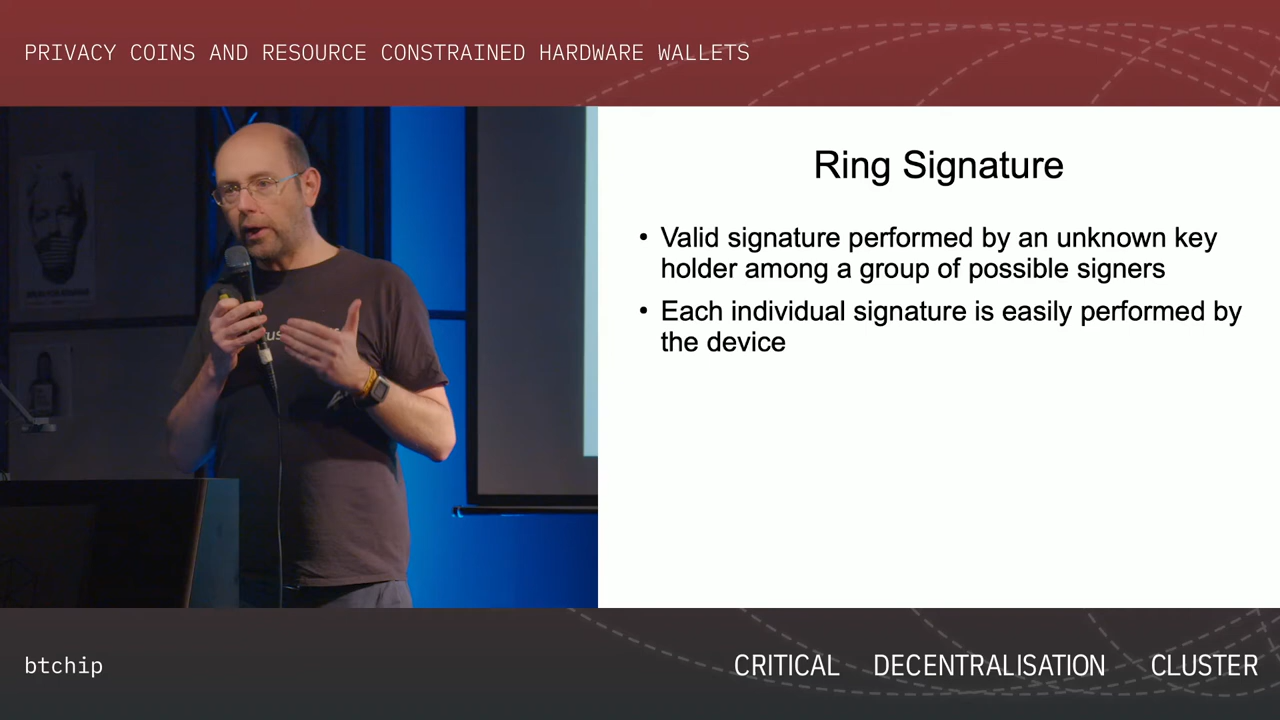 PRIVACY COINS AND RESOURCE CONSTRAINED HARDWARE WALLETS
Ring Signature
• Valid signature performed by an unknown key
holder among a group of possible signers
• Each individual signature is easily performed by
the device
btchip
CRITICAL DECENTRALISATION CLUSTER